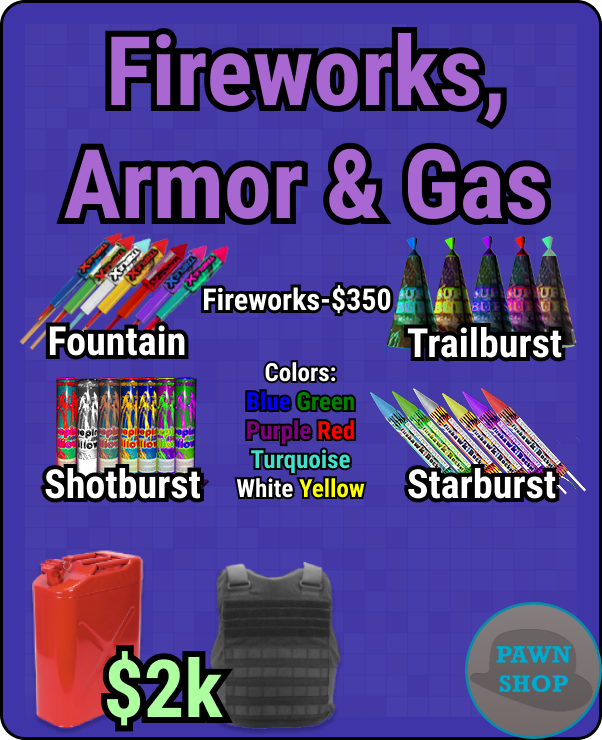 Fireworks,
Armor & Gas
Fireworks-$350
Fountain
Trailburst
Colors:
Blue Green
Purple Red
Turquoise
White Yellow
Shotburst
Starburst
$2k
PAWN
SHOP